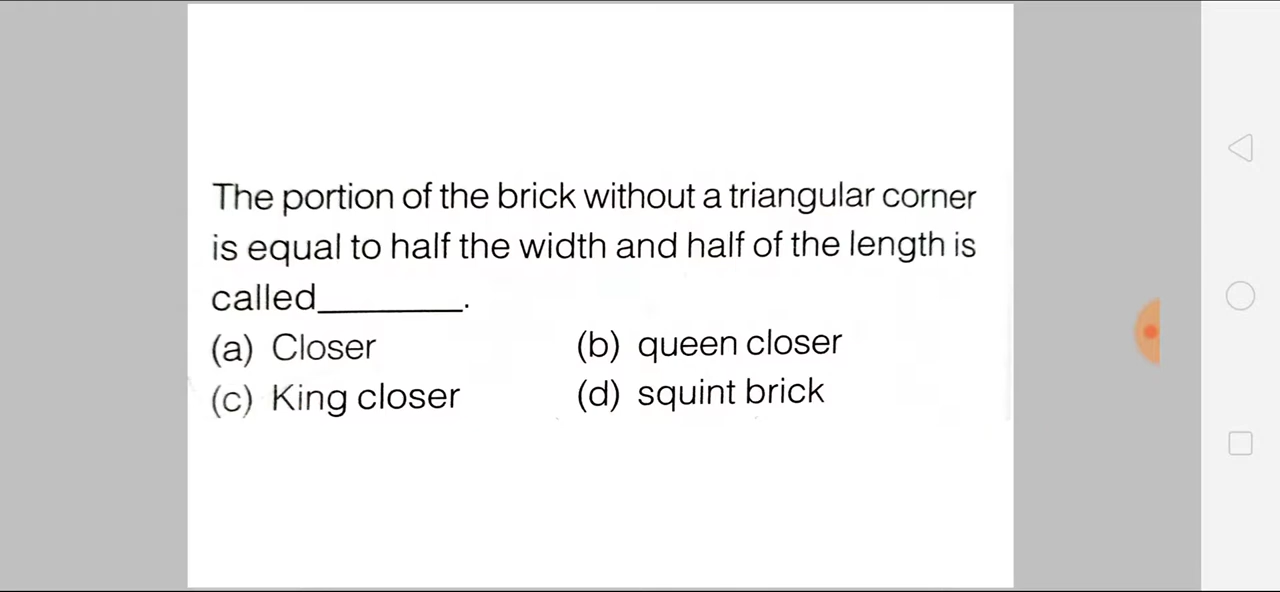 The portion of the brick without a triangular corner
is equal to half the width and half of the length is
called_________.
(a) Closer (b) queen closer
(c) King closer (d) squint brick